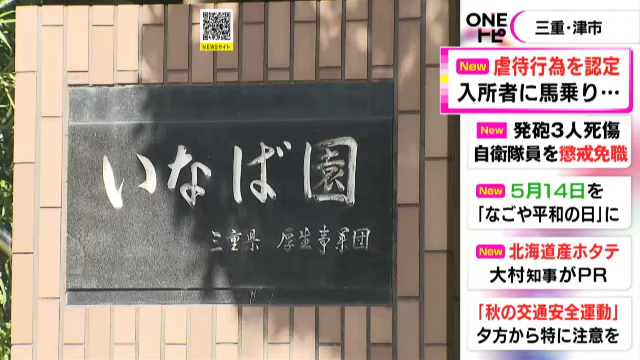 NEWSサイト
いなば園
三重県 厚生事業団
ONE
トピ
三重・津市
New 虐待行為を認定
入所者に馬乗り…
New 発砲3人死傷
自衛隊員を懲戒免職
New 5月14日を
「なごや平和の日」に
New 北海道産ホタテ
大村知事がPR
「秋の交通安全運動」
夕方から特に注意を